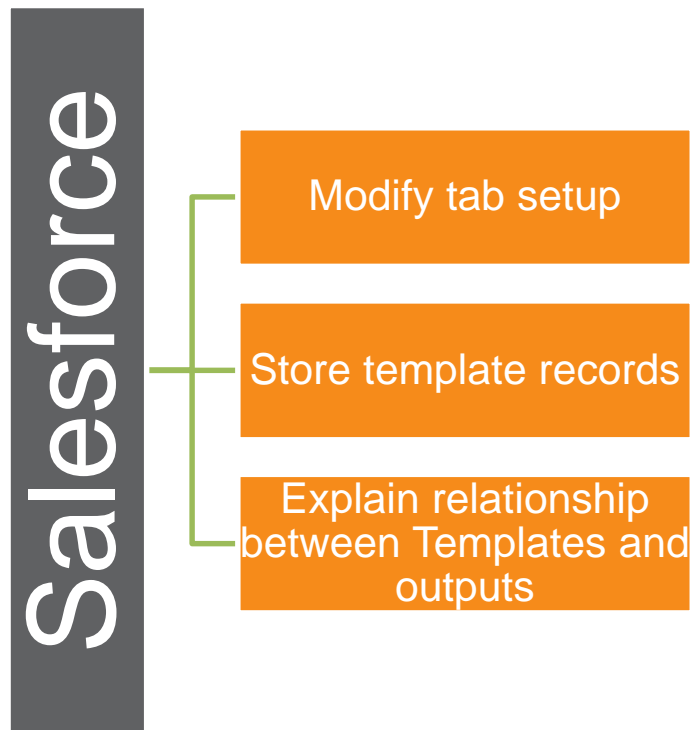 Salesforce
Modify tab setup
Store template records
Explain relationship
between Templates and
outputs